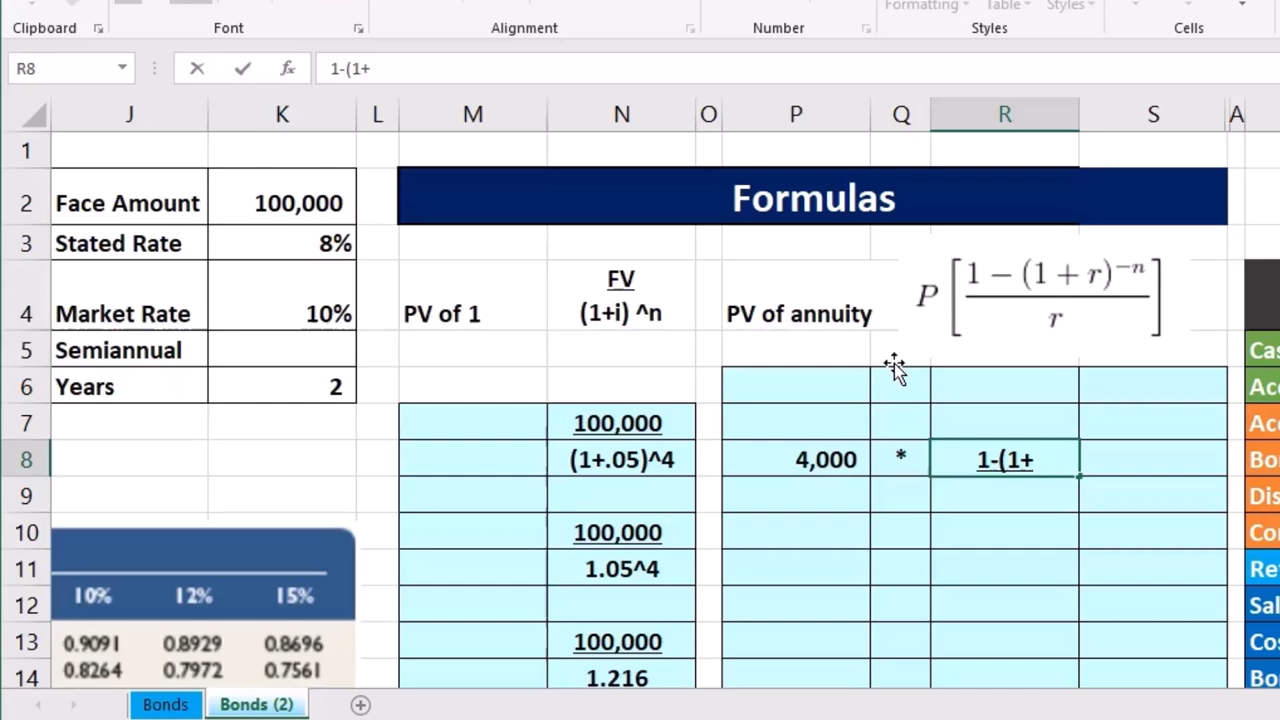 Formatting Table Styles
Clipboard Font Alignment Number Styles Cells
R8 fx 1-(1+
J K L M N O P Q R S A
1
2 Face Amount 100,000 Formulas
3 Stated Rate 8%
FV P [ 1 − (1 + r)^−n / r ]
4 Market Rate 10% PV of 1 (1+i) ^n PV of annuity
5 Semiannual Cas
6 Years 2 Acc
7 100,000 Acc
8 (1+.05)^4 4,000 * 1-(1+ Bon
9 Dis
10 100,000 Con
11 1.05^4 Ret
12 10% 12% 15% Sal
13 0.9091 0.8929 0.8696 100,000 Cos
14 0.8264 0.7972 0.7561 1.216 Bon
Bonds Bonds (2)